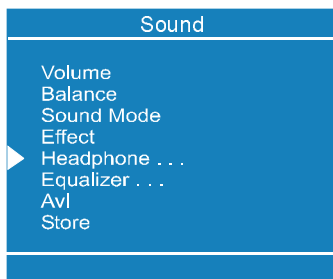 Sound
Volume
Balance
Sound Mode
Effect
Headphone . . .
Equalizer . . .
Avl
Store